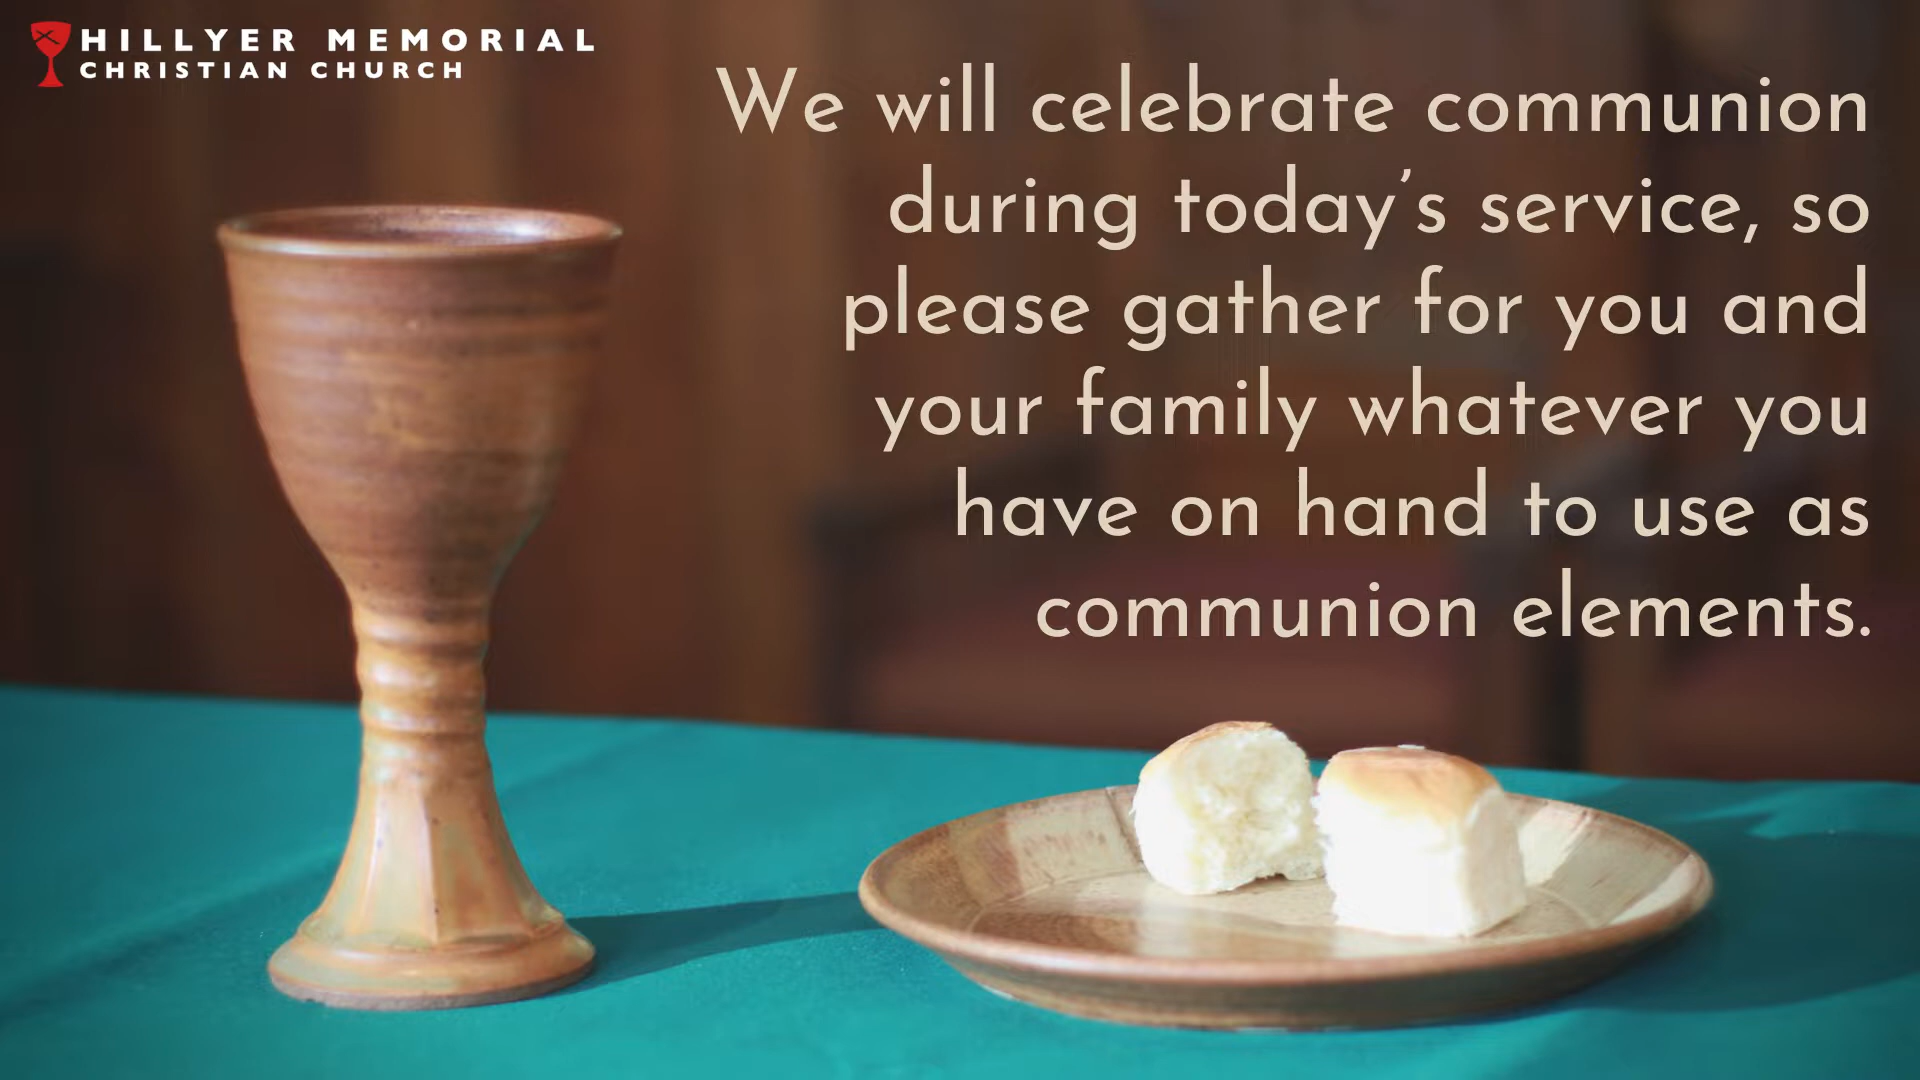 HILLYER MEMORIAL
CHRISTIAN CHURCH
We will celebrate communion
during today’s service, so
please gather for you and
your family whatever you
have on hand to use as
communion elements.